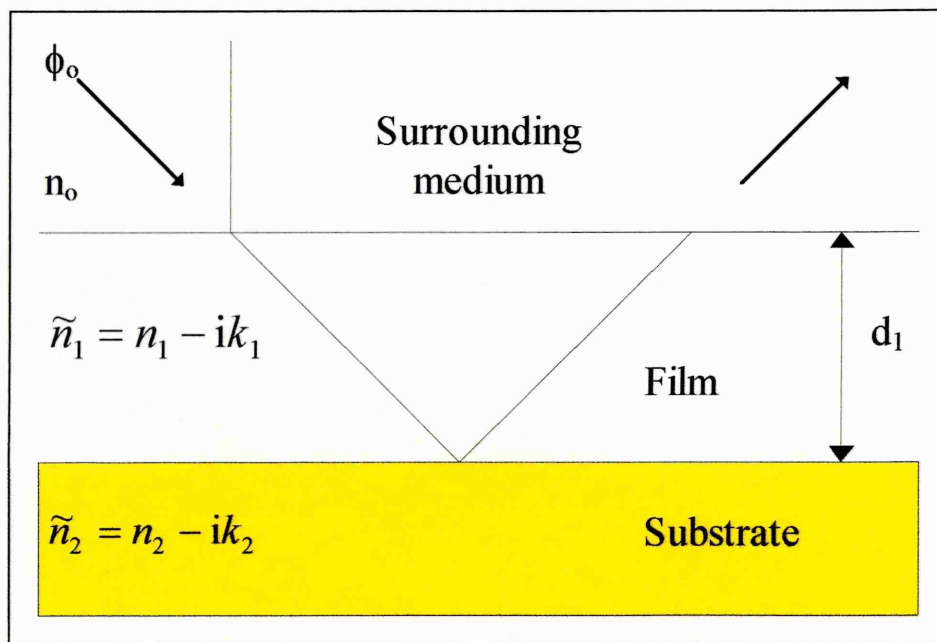 ϕₒ
Surrounding
medium
nₒ
ñ₁ = n₁ − ik₁
d₁
Film
ñ₂ = n₂ − ik₂
Substrate